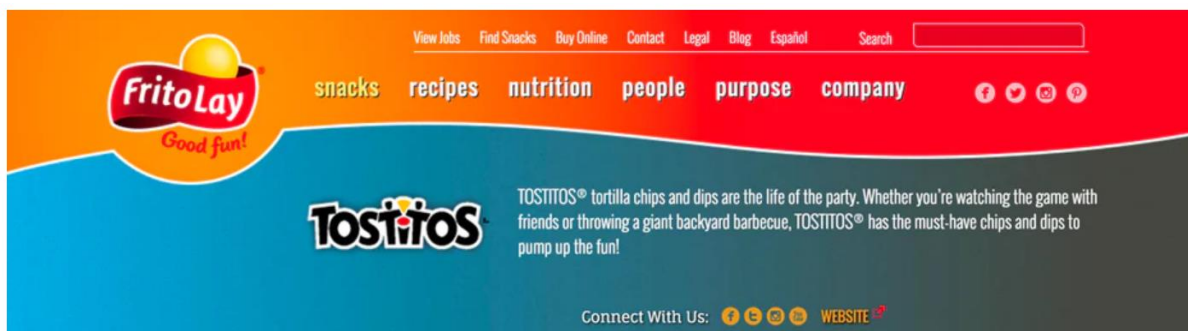 View Jobs Find Snacks Buy Online Contact Legal Blog Español Search
Frito Lay
Good fun!
snacks recipes nutrition people purpose company
TOSTITOS
TOSTITOS® tortilla chips and dips are the life of the party. Whether you're watching the game with
friends or throwing a giant backyard barbecue, TOSTITOS® has the must-have chips and dips to
pump up the fun!
Connect With Us: WEBSITE